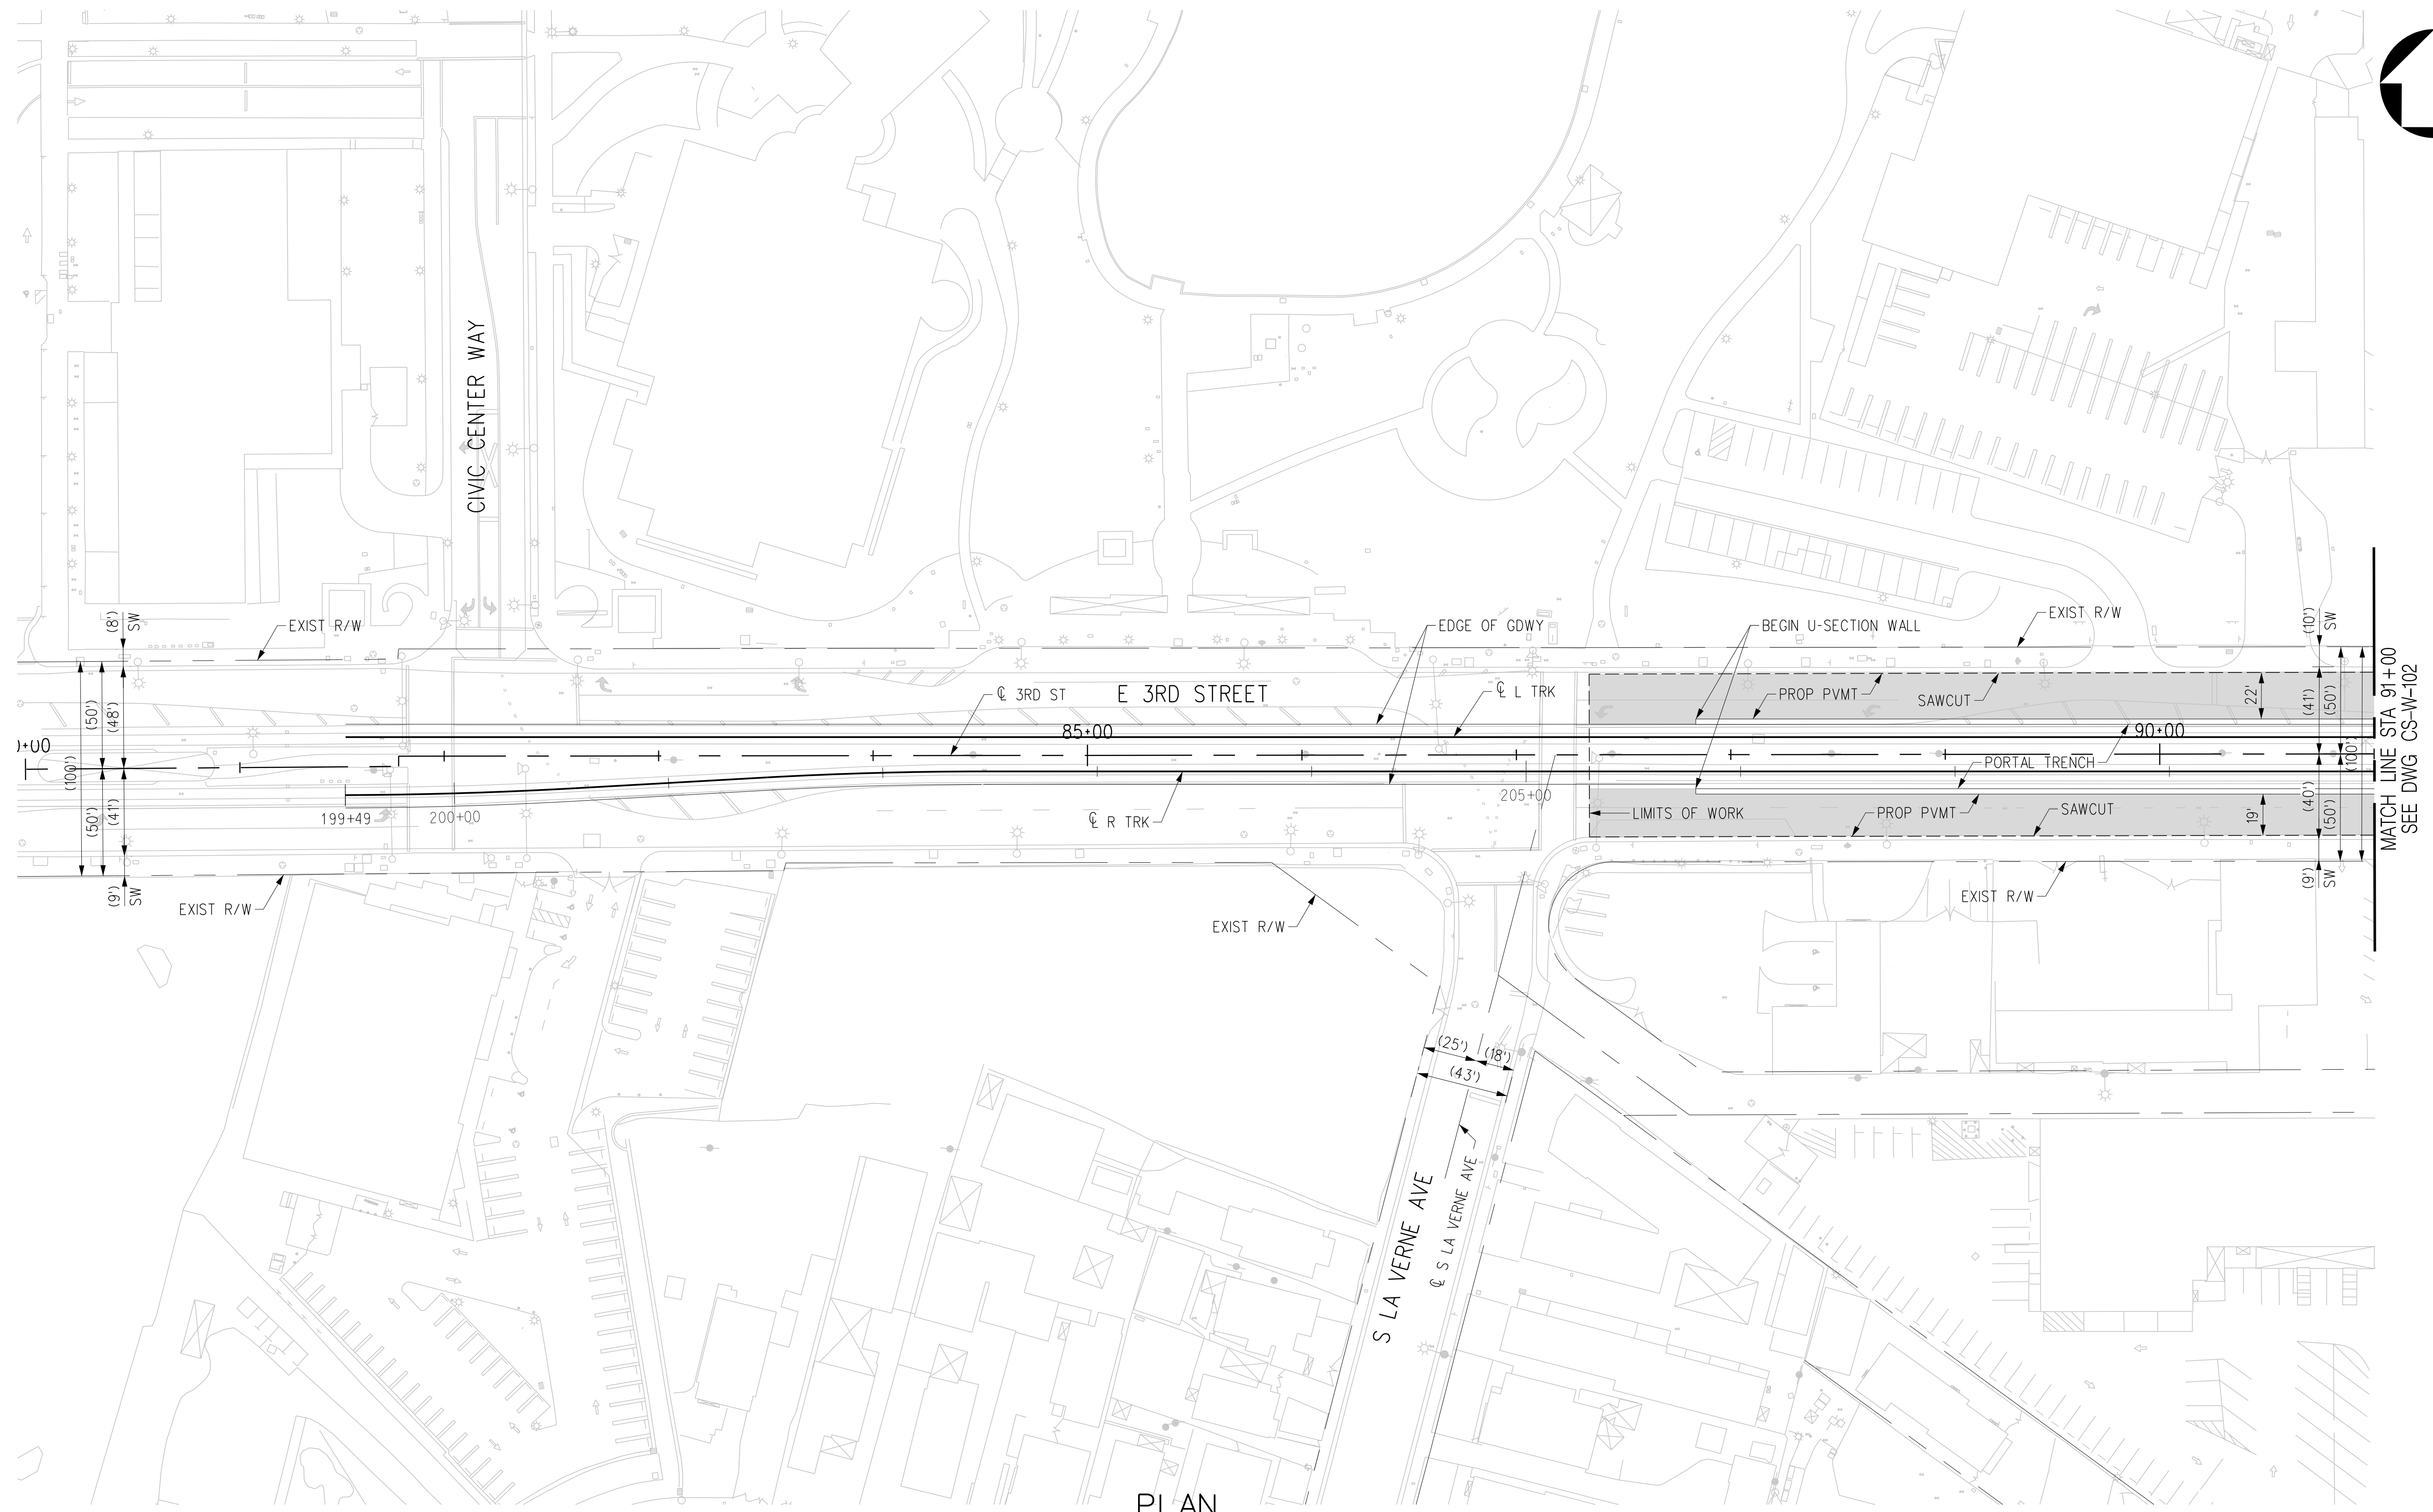 CIVIC CENTER WAY
(8')
SW
EXIST R/W
EDGE OF GDWY
BEGIN U-SECTION WALL
EXIST R/W
(10')
SW
℄ 3RD ST
E 3RD STREET
℄ L TRK
PROP PVMT
SAWCUT
22'
(41')
(50')
(50')
(48')
(100')
85+00
90+00
PORTAL TRENCH
(100')
MATCH LINE STA 91+00
SEE DWG CS-W-102
(50')
(41')
199+49
200+00
℄ R TRK
205+00
LIMITS OF WORK
PROP PVMT
SAWCUT
19'
(40')
(50')
(9')
SW
EXIST R/W
EXIST R/W
EXIST R/W
(9')
SW
(25')
(18')
(43')
S LA VERNE AVE
℄ S LA VERNE AVE
PLAN